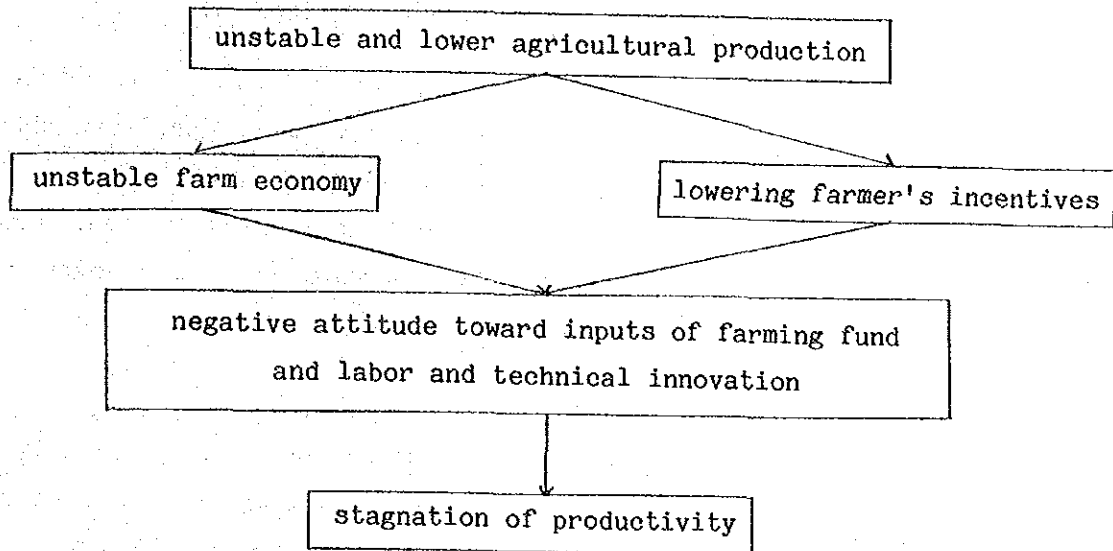 unstable and lower agricultural production
unstable farm economy
lowering farmer's incentives
negative attitude toward inputs of farming fund
and labor and technical innovation
stagnation of productivity